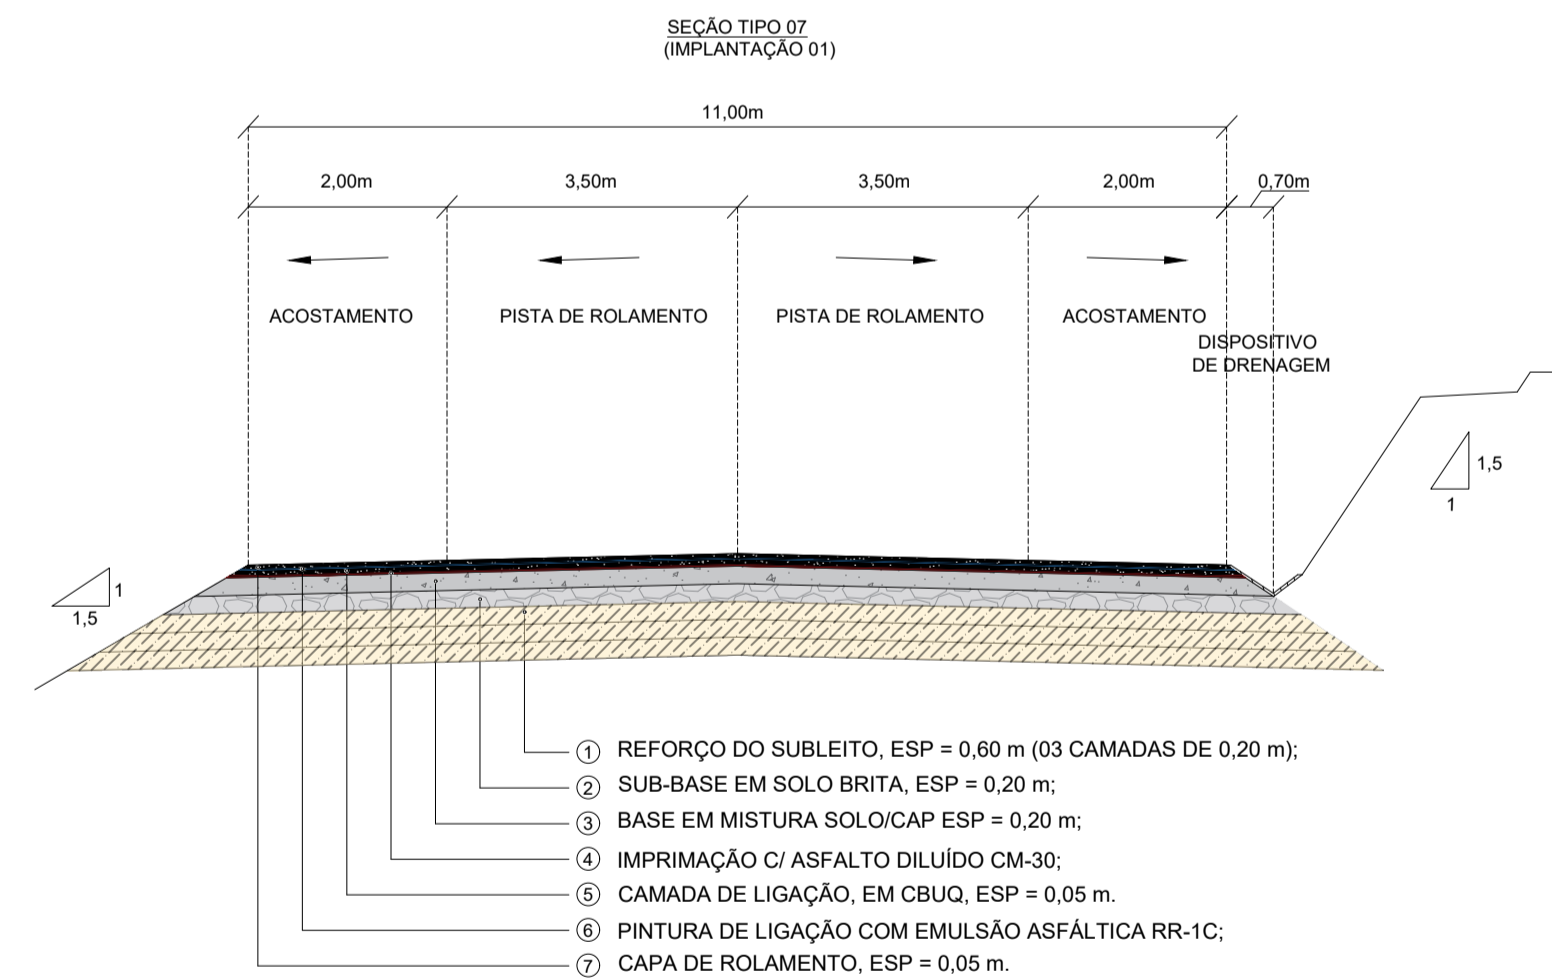 SEÇÃO TIPO 07
(IMPLANTAÇÃO 01)
11,00m
2,00m
3,50m
3,50m
2,00m
0,70m
ACOSTAMENTO
PISTA DE ROLAMENTO
PISTA DE ROLAMENTO
ACOSTAMENTO
DISPOSITIVO
DE DRENAGEM
1,5
1
1
1,5
1 REFORÇO DO SUBLEITO, ESP = 0,60 m (03 CAMADAS DE 0,20 m);
2 SUB-BASE EM SOLO BRITA, ESP = 0,20 m;
3 BASE EM MISTURA SOLO/CAP ESP = 0,20 m;
4 IMPRIMAÇÃO C/ ASFALTO DILUÍDO CM-30;
5 CAMADA DE LIGAÇÃO, EM CBUQ, ESP = 0,05 m.
6 PINTURA DE LIGAÇÃO COM EMULSÃO ASFÁLTICA RR-1C;
7 CAPA DE ROLAMENTO, ESP = 0,05 m.